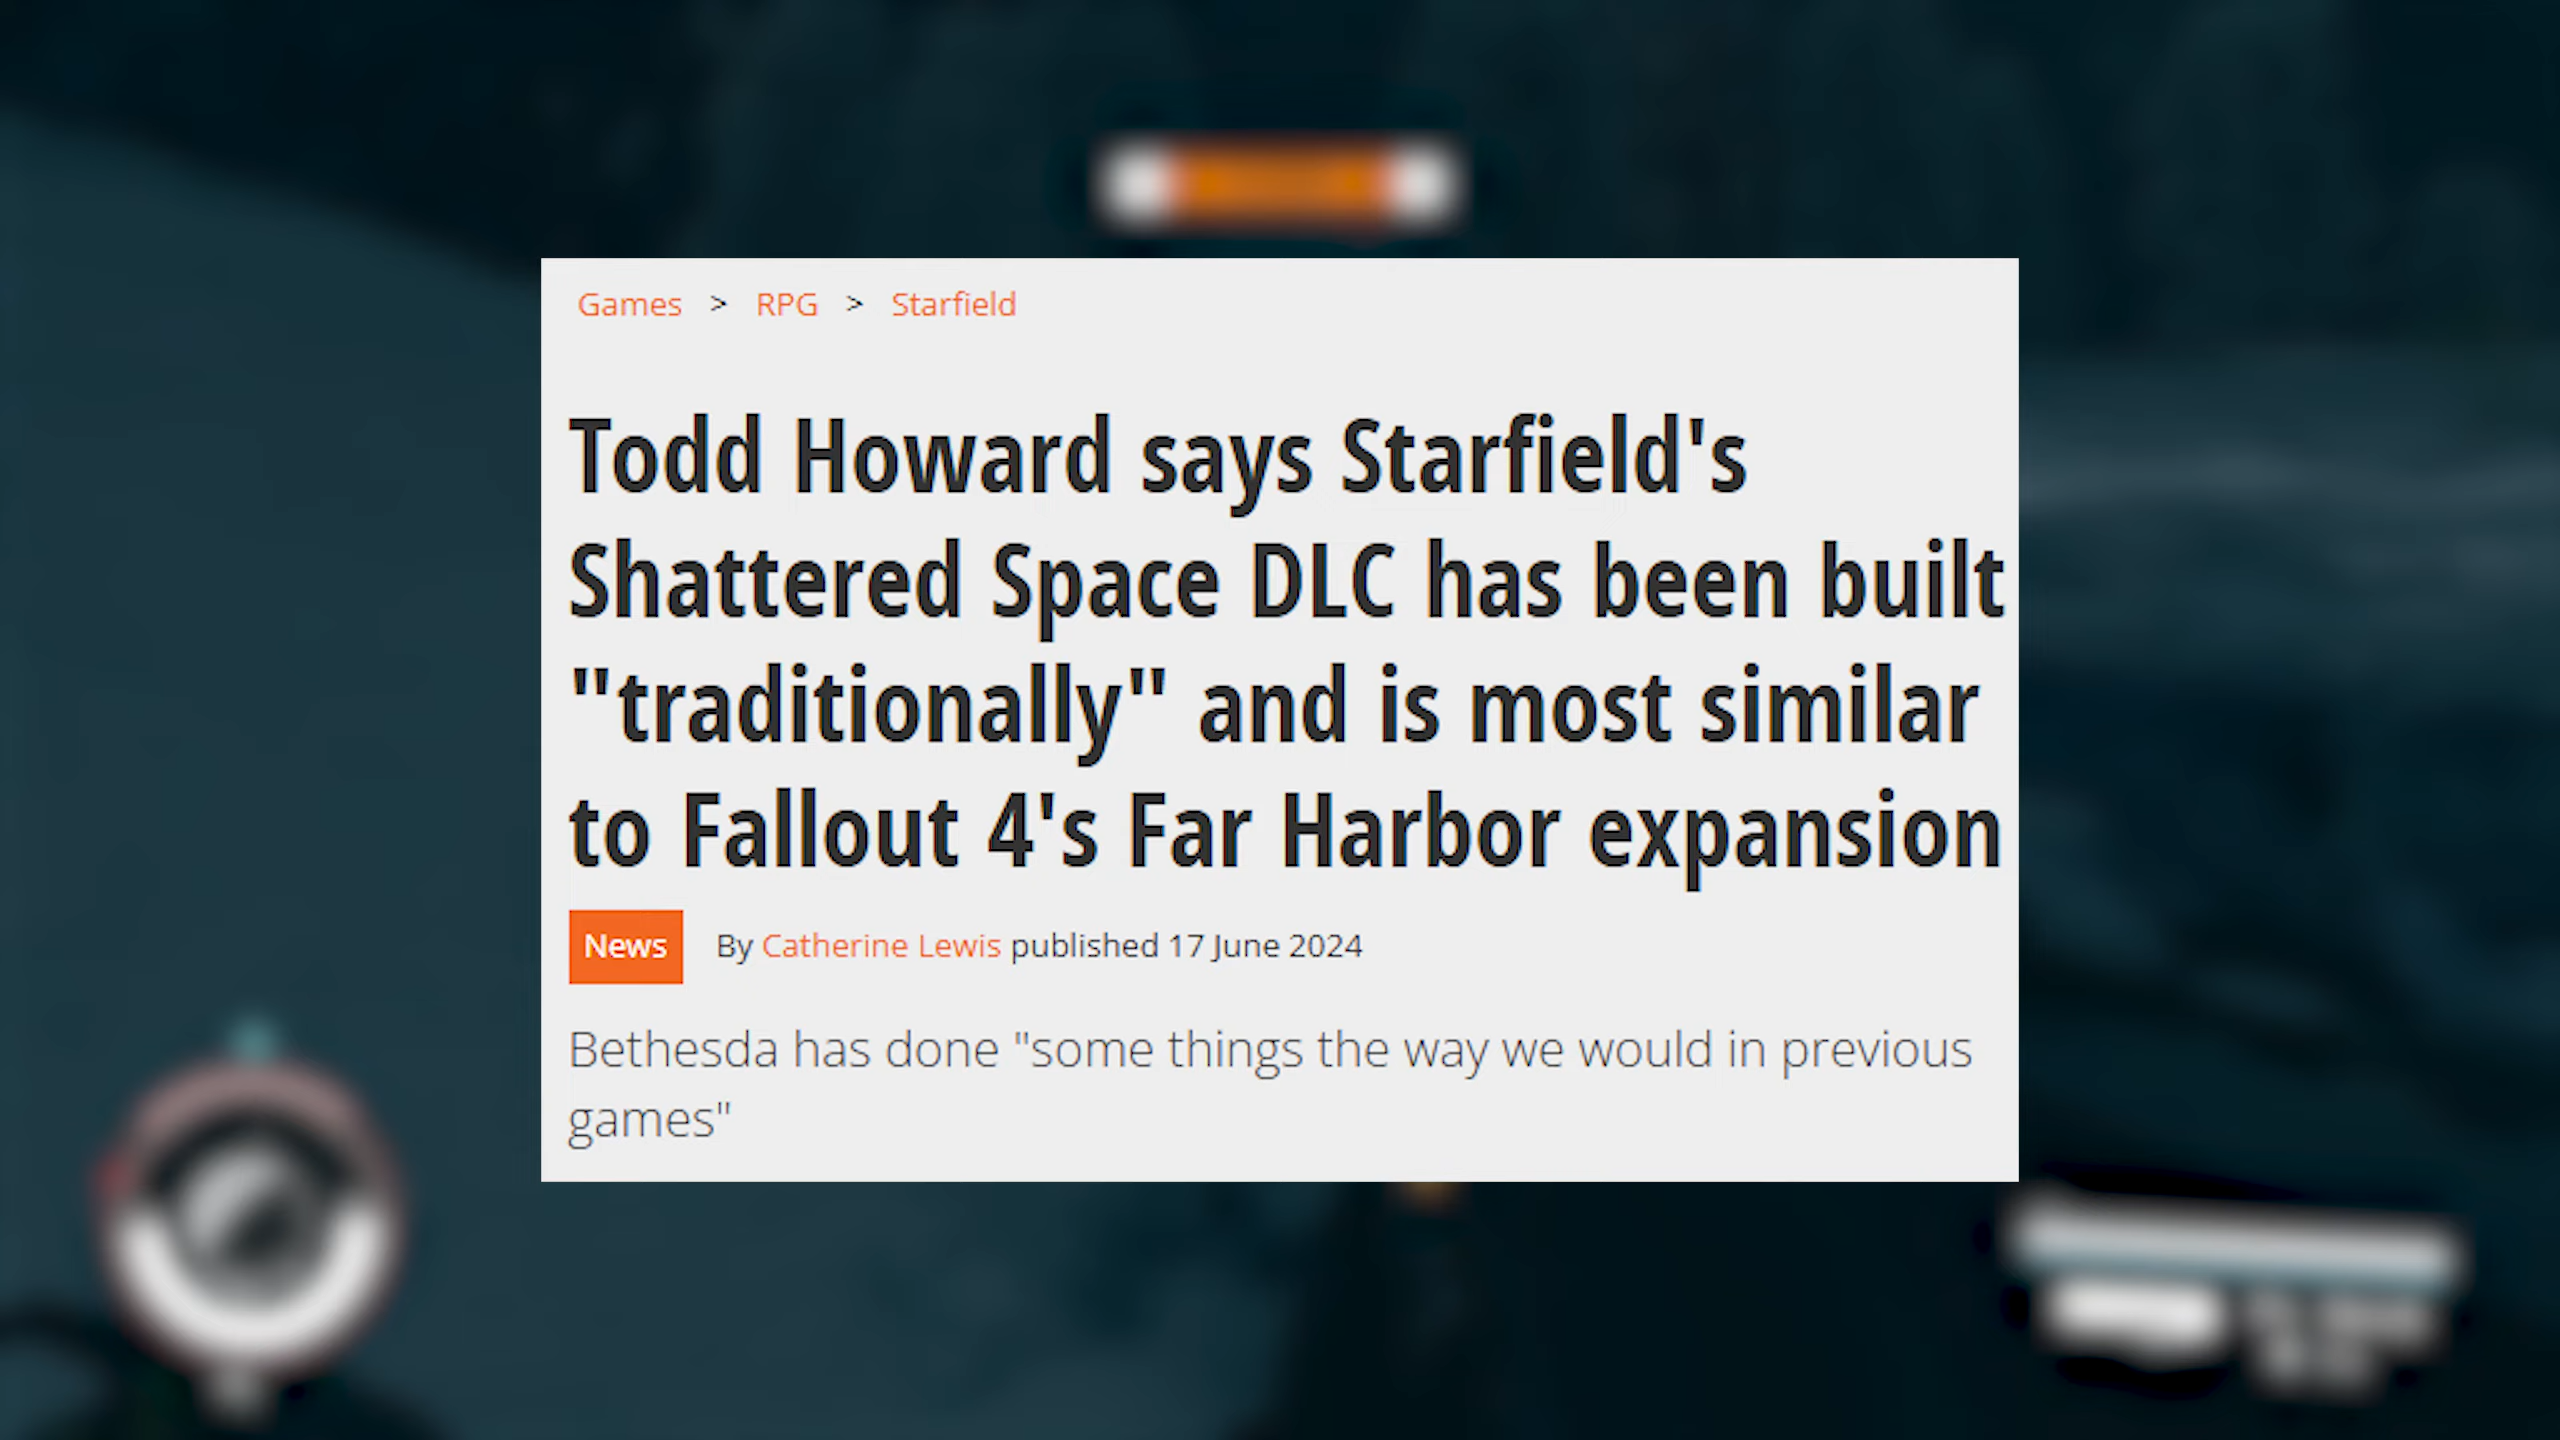 Games > RPG > Starfield
Todd Howard says Starfield's
Shattered Space DLC has been built
"traditionally" and is most similar
to Fallout 4's Far Harbor expansion
News By Catherine Lewis published 17 June 2024
Bethesda has done "some things the way we would in previous
games"